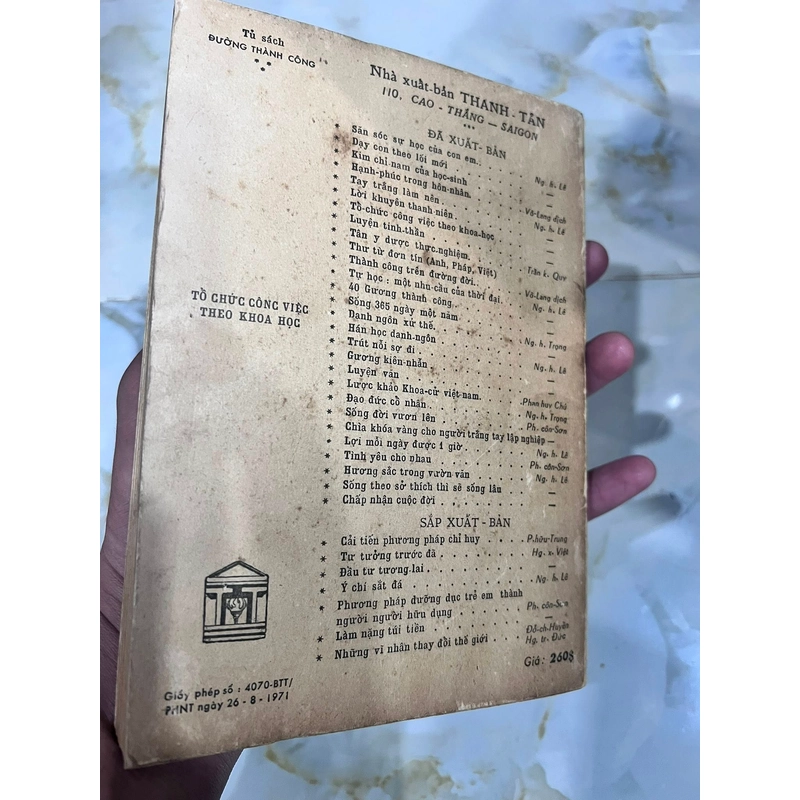 Tủ sách
ĐƯỜNG THÀNH CÔNG
Nhà xuất-bản THANH-TÂN
110, CAO - THẮNG — SAIGON
***
ĐÃ XUẤT-BẢN
* Săn sóc sự học của con em . . . Ng. h. Lê
* Dạy con theo lối mới . . . —
* Kim chỉ nam của học-sinh . . . —
* Hạnh-phúc trong hôn-nhân . . . —
* Tay trắng làm nên . . . Vô-Lang dịch
* Lời khuyên thanh niên . . . Ng. h. Lê
* Tổ-chức công việc theo khoa-học . . . —
* Luyện tinh-thần . . . —
* Tân y dược thực-nghiệm . . . Trần k. Quy
* Thư từ đơn tín (Anh, Pháp, Việt) . . . —
* Thành công trên đường đời . . . Vô-Lang dịch
* Tự học : một nhu-cầu của thời đại . . . Ng. h. Lê
* 40 Gương thành công . . . —
* Sống 365 ngày một năm . . . —
* Danh ngôn xử thế . . . Ng. h. Trọng
* Hán học danh-ngôn . . . —
* Trút nỗi sợ đi . . . Ng. h. Lê
* Gương kiên-nhẫn . . . —
* Luyện văn . . . —
* Lược khảo Khoa-cử việt-nam . . . Phan huy Chú
* Đạo đức cổ nhân . . . Ng. h. Trọng
* Sống đời vươn lên . . . Ph. côn-Sơn
* Chìa khóa vàng cho người trắng tay lập nghiệp —
* Lợi mỗi ngày được 1 giờ . . . Ng. h. Lê
* Tình yêu cho nhau . . . Ph. côn-Sơn
* Hương sắc trong vườn văn . . . Ng. h. Lê
* Sống theo sở thích thì sẽ sống lâu . . . —
* Chấp nhận cuộc đời . . . —
SẮP XUẤT-BẢN
* Cải tiến phương pháp chỉ huy . . . P.hữu-Trung
* Tư tưởng trước đã . . . Hg. x. Việt
* Đầu tư tương.lai . . . —
* Ý chí sắt đá . . . Ng. h. Lê
* Phương pháp dưỡng dục trẻ em thành
người người hữu dụng . . . Ph. côn-Sơn
* Làm nặng túi tiền . . . Đỗ-ch-Huyền
* Những vĩ nhân thay đổi thế giới . . . Hg. tr. Đức
Giá : 260$
TỔ CHỨC CÔNG VIỆC
THEO KHOA HỌC
Giấy phép số : 4070-BTT/
PHNT ngày 26 - 8 - 1971